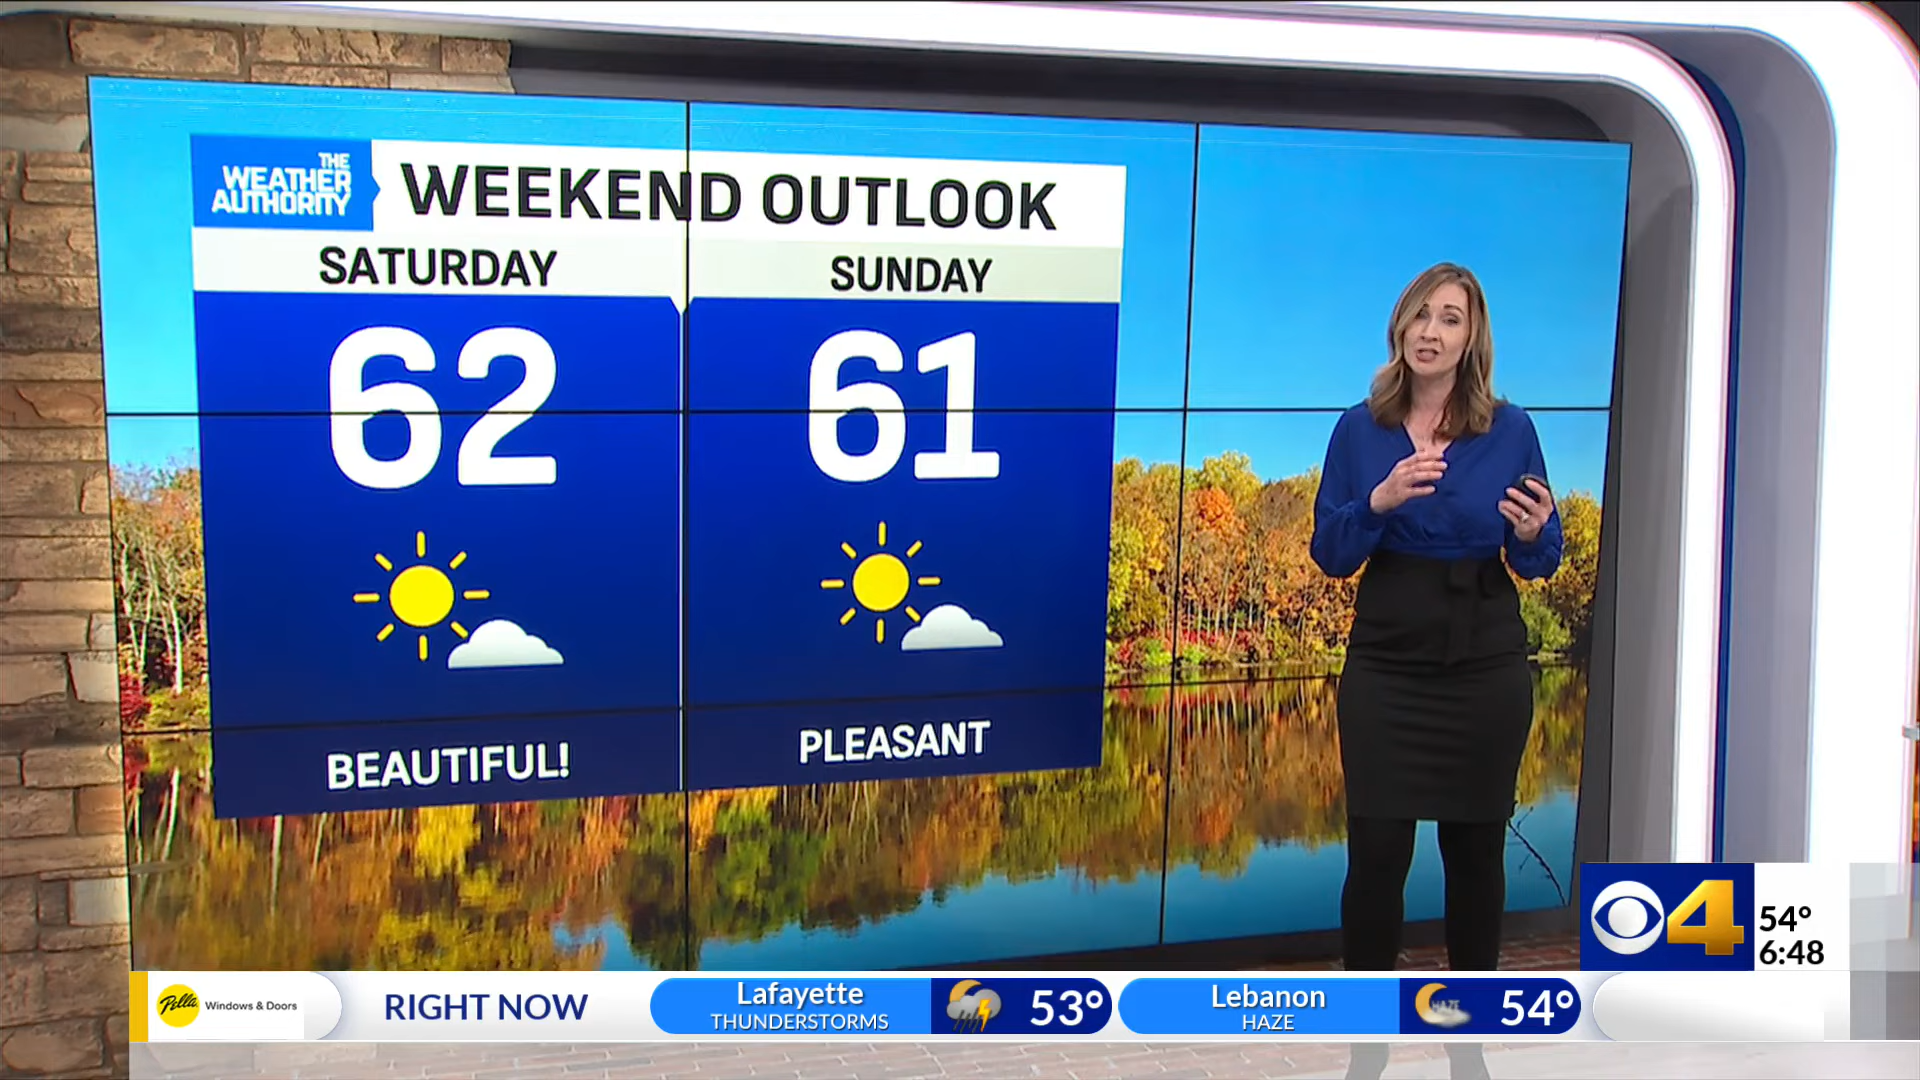 THE
WEATHER
AUTHORITY
WEEKEND OUTLOOK
SATURDAY
SUNDAY
62
61
BEAUTIFUL!
PLEASANT
4
54°
6:48
Pella
Windows & Doors
RIGHT NOW
Lafayette
THUNDERSTORMS
53°
Lebanon
HAZE
HAZE
54°